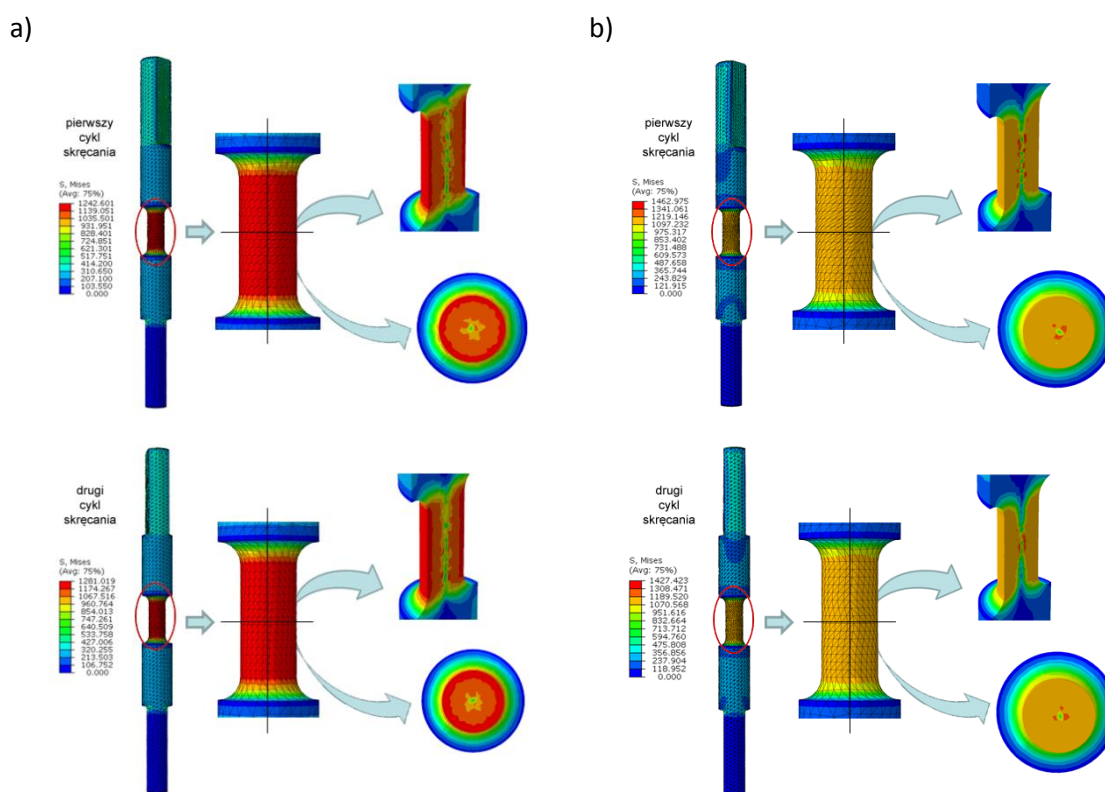 a)
pierwszy
cykl
skręcania
S, Mises
(Avg: 75%)
1242.601
1139.051
1035.501
931.951
828.401
724.851
621.301
517.751
414.200
310.650
207.100
103.550
0.000
drugi
cykl
skręcania
S, Mises
(Avg: 75%)
1281.019
1174.267
1067.516
960.764
854.013
747.261
640.509
533.758
427.006
320.255
213.503
106.752
0.000
b)
pierwszy
cykl
skręcania
S, Mises
(Avg: 75%)
1462.975
1341.061
1219.146
1097.232
975.317
853.402
731.488
609.573
487.658
365.744
243.829
121.915
0.000
drugi
cykl
skręcania
S, Mises
(Avg: 75%)
1427.423
1308.471
1189.520
1070.568
951.616
832.664
713.712
594.760
475.808
356.856
237.904
118.952
0.000